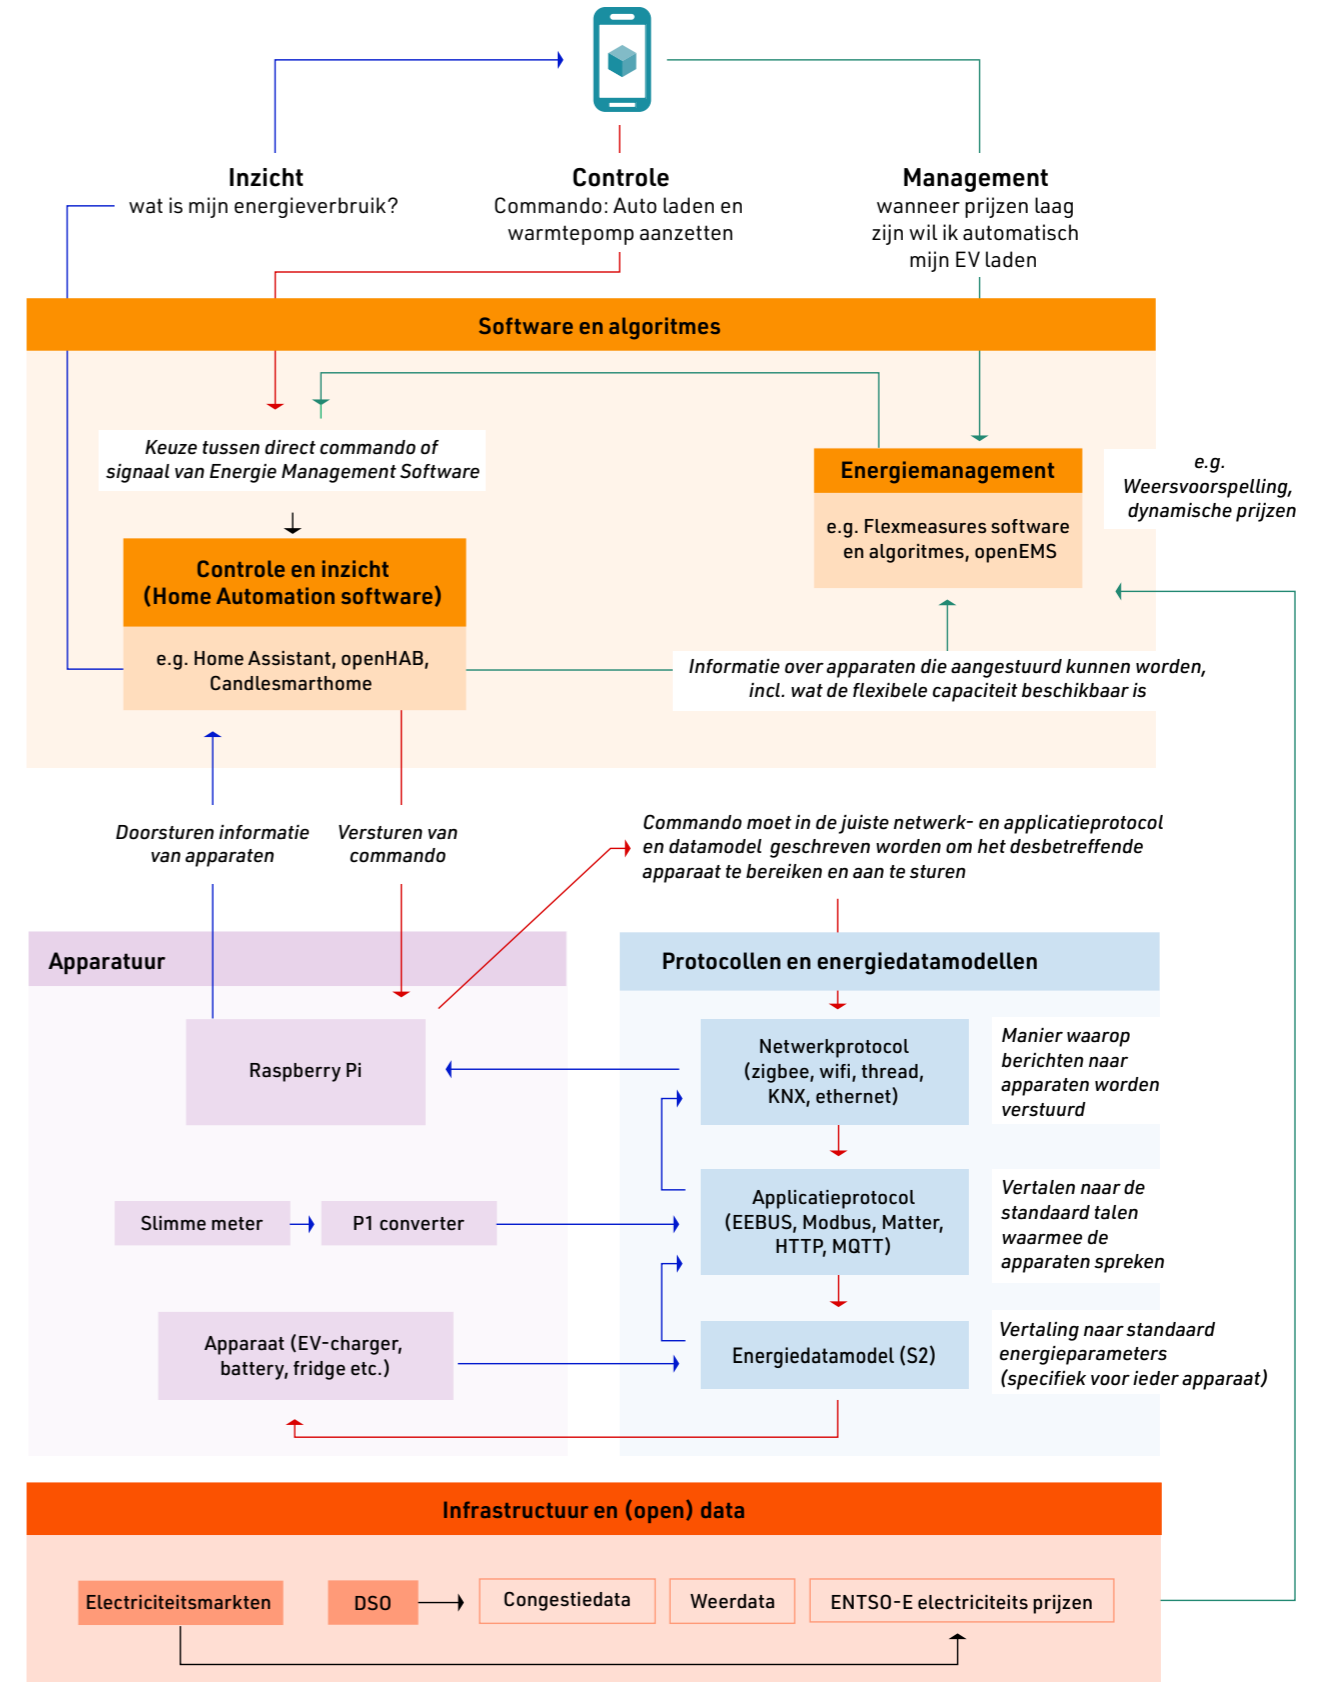 Inzicht
wat is mijn energieverbruik?
Controle
Commando: Auto laden en
warmtepomp aanzetten
Management
wanneer prijzen laag
zijn wil ik automatisch
mijn EV laden
Software en algoritmes
Keuze tussen direct commando of
signaal van Energie Management Software
Energiemanagement
e.g. Flexmeasures software
en algoritmes, openEMS
e.g.
Weersvoorspelling,
dynamische prijzen
Controle en inzicht
(Home Automation software)
e.g. Home Assistant, openHAB,
Candlesmarthome
Informatie over apparaten die aangestuurd kunnen worden,
incl. wat de flexibele capaciteit beschikbaar is
Doorsturen informatie
van apparaten
Versturen van
commando
Commando moet in de juiste netwerk- en applicatieprotocol
en datamodel geschreven worden om het desbetreffende
apparaat te bereiken en aan te sturen
Apparatuur
Protocollen en energiedatamodellen
Raspberry Pi
Netwerkprotocol
(zigbee, wifi, thread,
KNX, ethernet)
Manier waarop
berichten naar
apparaten worden
verstuurd
Slimme meter
P1 converter
Applicatieprotocol
(EEBUS, Modbus, Matter,
HTTP, MQTT)
Vertalen naar de
standaard talen
waarmee de
apparaten spreken
Apparaat (EV-charger,
battery, fridge etc.)
Energiedatamodel (S2)
Vertaling naar standaard
energieparameters
(specifiek voor ieder apparaat)
Infrastructuur en (open) data
Electriciteitsmarkten
DSO
Congestiedata
Weerdata
ENTSO-E electriciteits prijzen